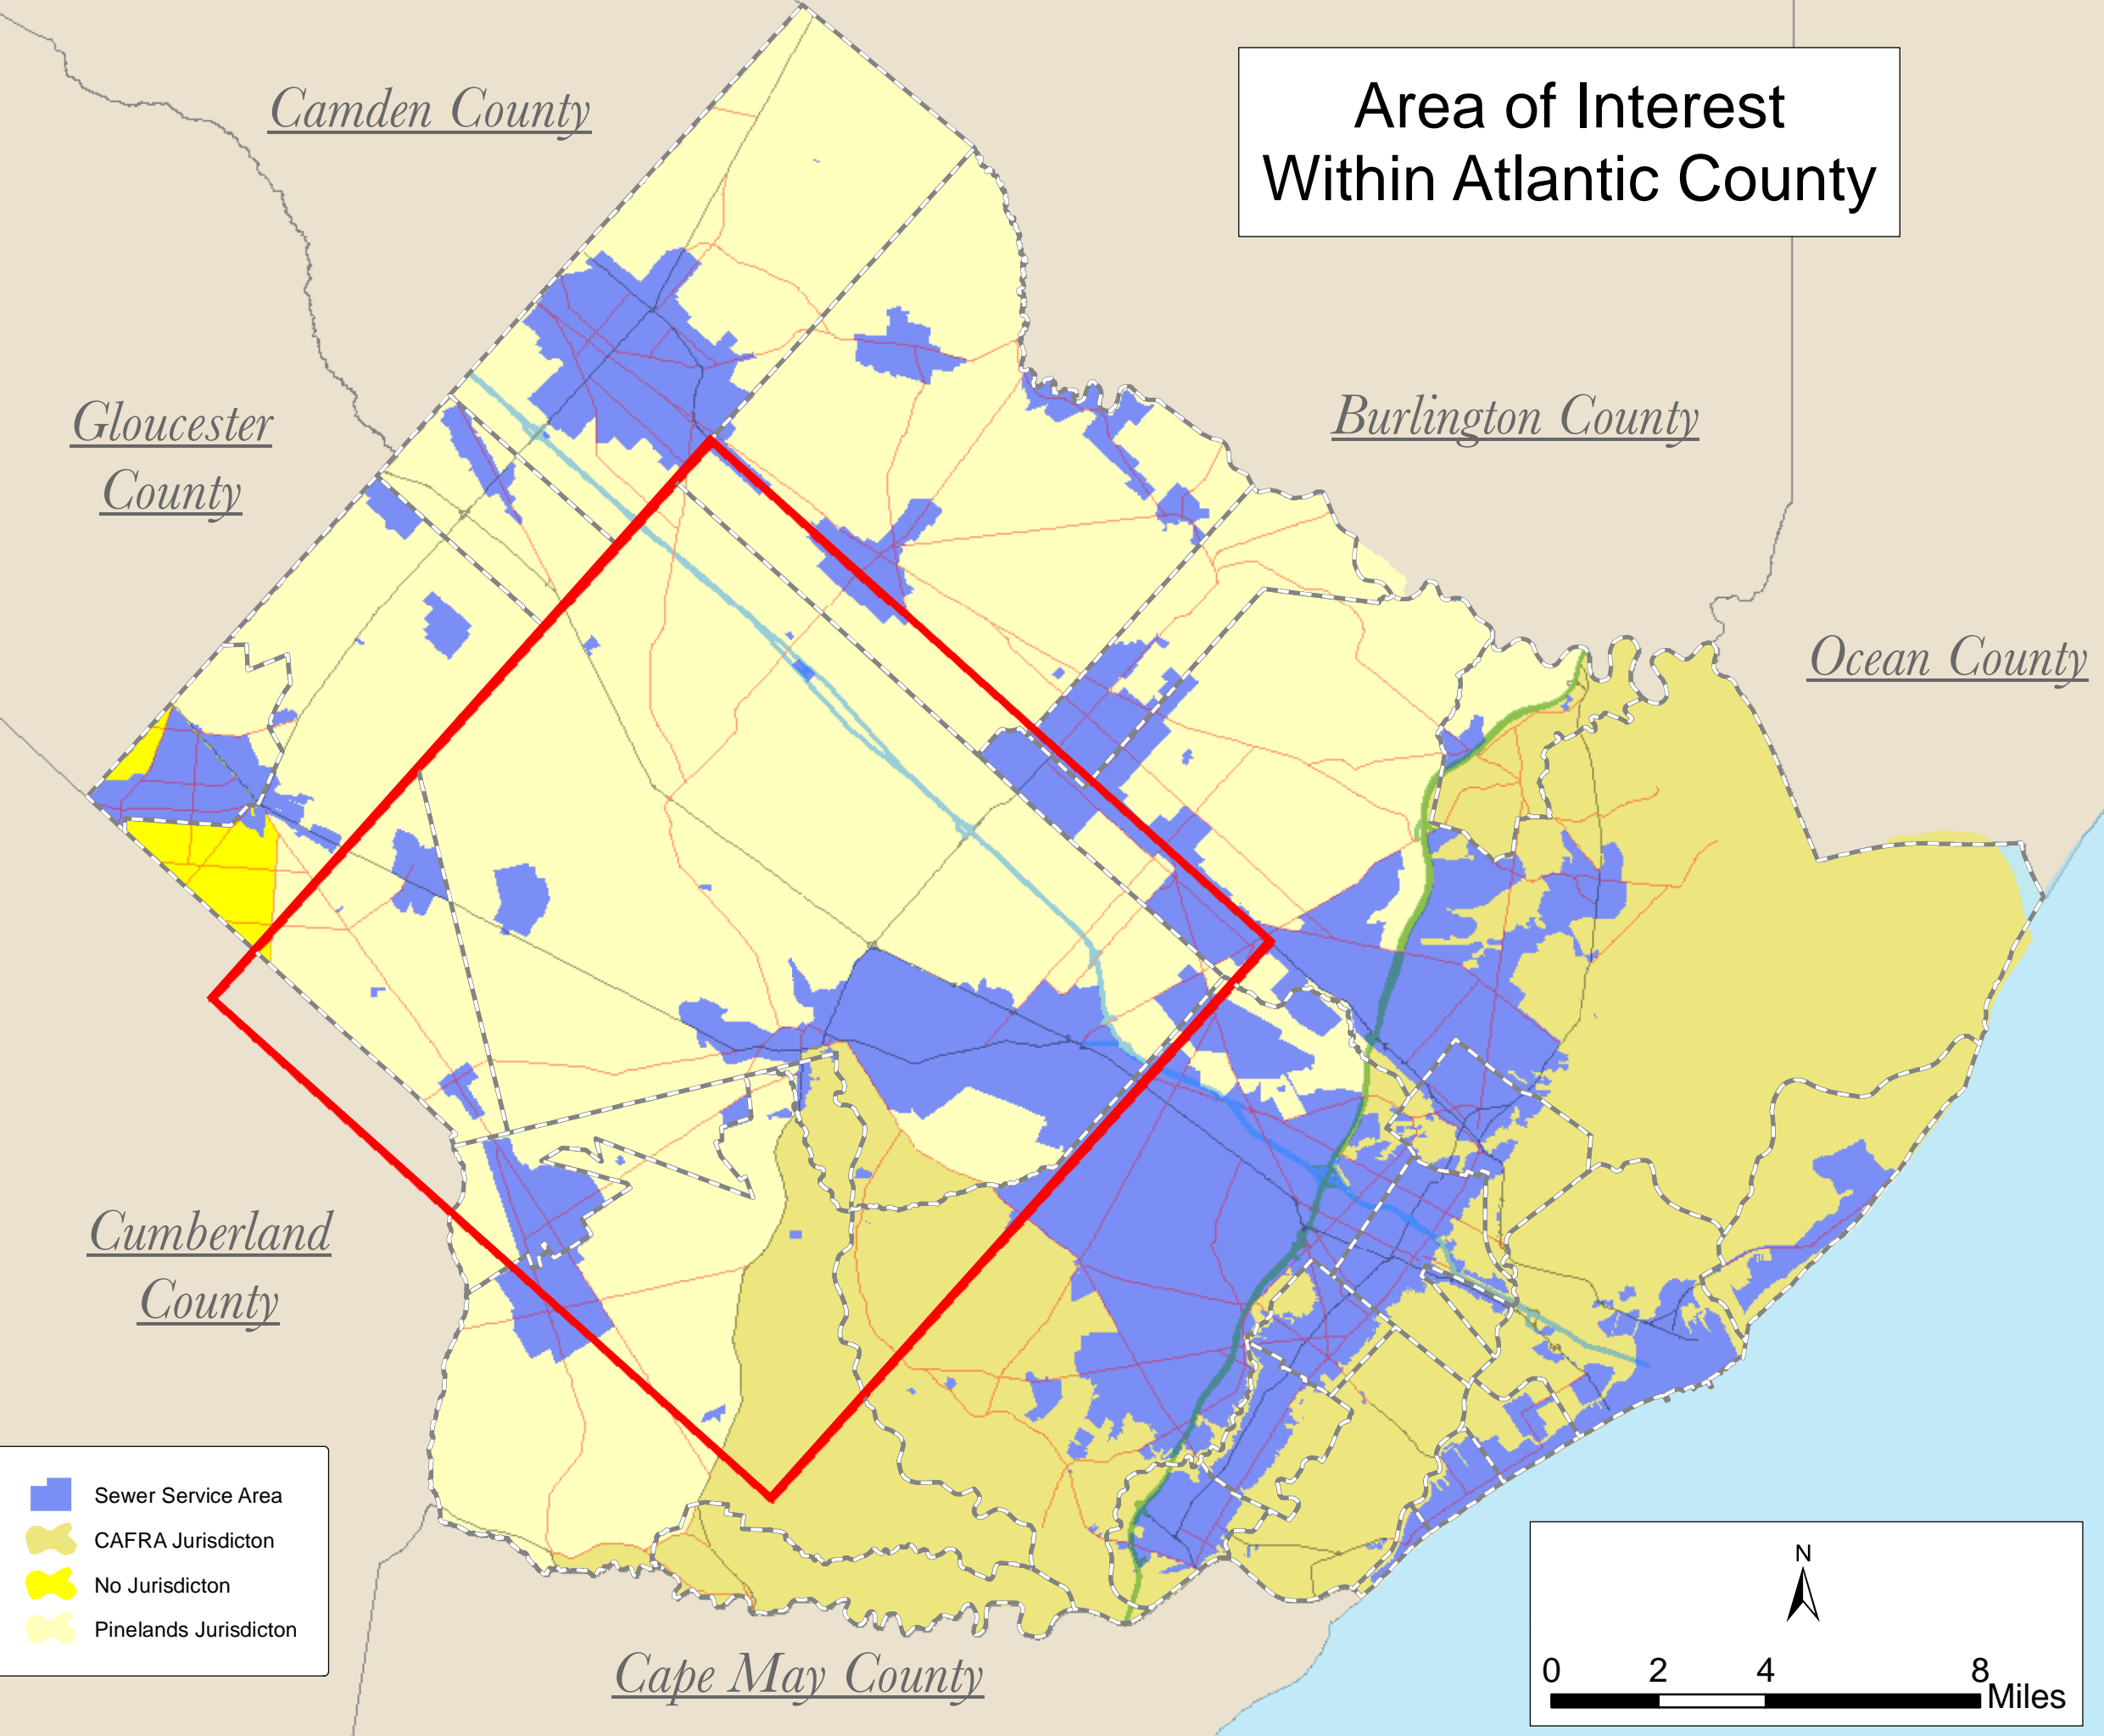 Area of Interest
Within Atlantic County
Camden County
Gloucester
County
Burlington County
Ocean County
Cumberland
County
Cape May County
Sewer Service Area
CAFRA Jurisdicton
No Jurisdicton
Pinelands Jurisdicton
N
0 2 4 8
Miles